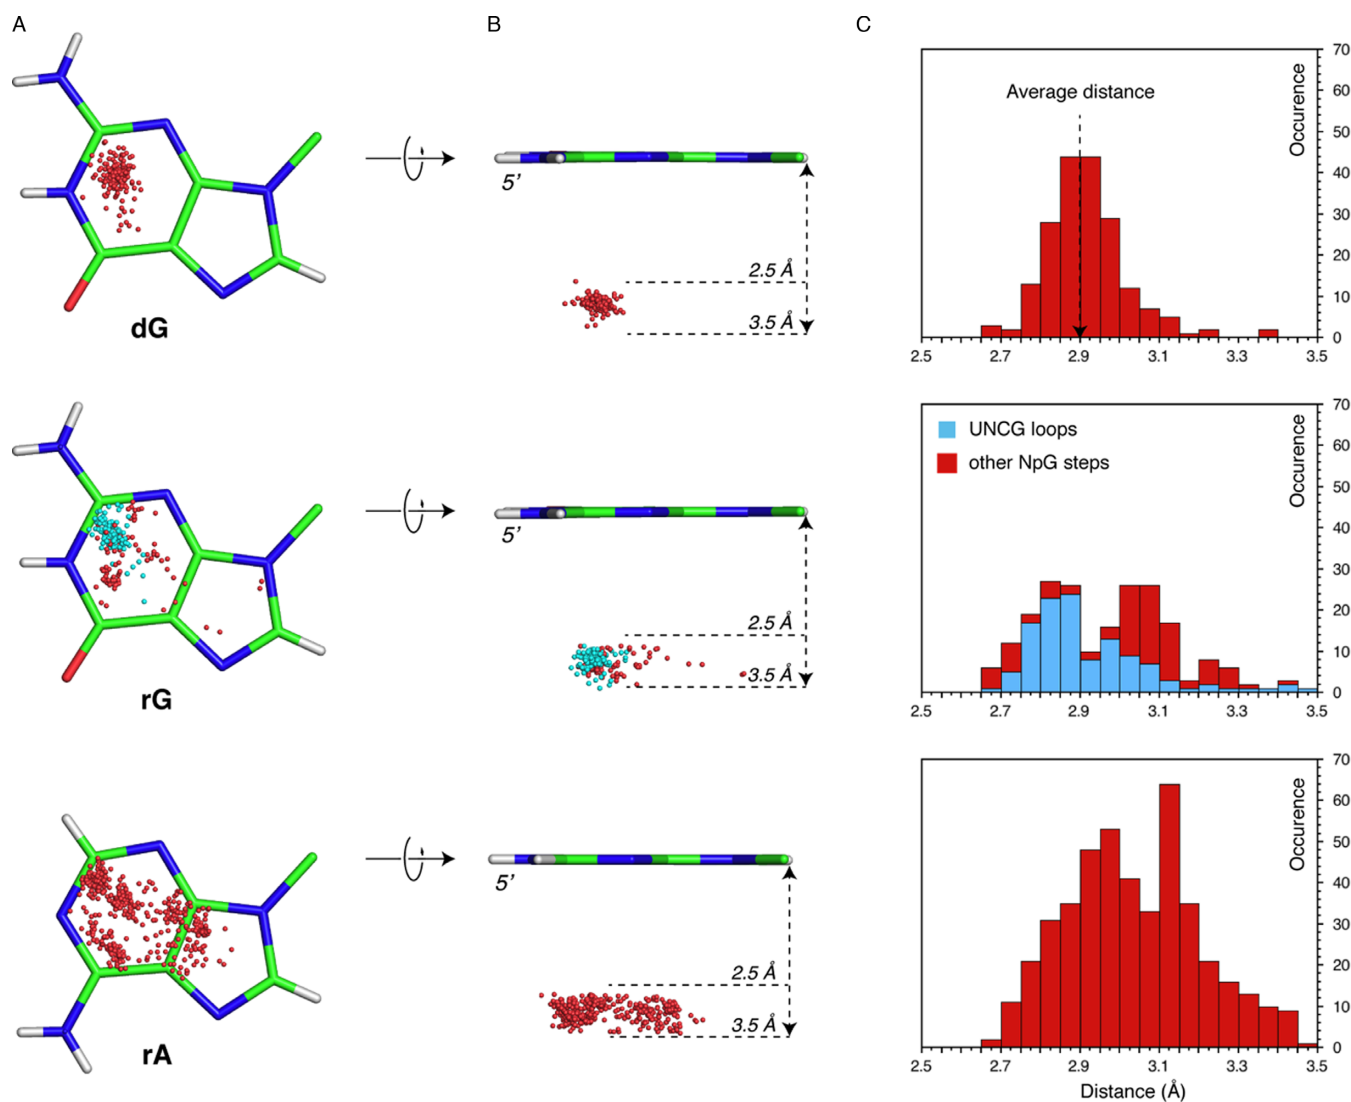 A
B
C
dG
5'
2.5 Å
3.5 Å
Average distance
Occurence
70
60
50
40
30
20
10
0
2.5
2.7
2.9
3.1
3.3
3.5
rG
5'
2.5 Å
3.5 Å
UNCG loops
other NpG steps
Occurence
70
60
50
40
30
20
10
0
2.5
2.7
2.9
3.1
3.3
3.5
rA
5'
2.5 Å
3.5 Å
Occurence
70
60
50
40
30
20
10
0
2.5
2.7
2.9
3.1
3.3
3.5
Distance (Å)